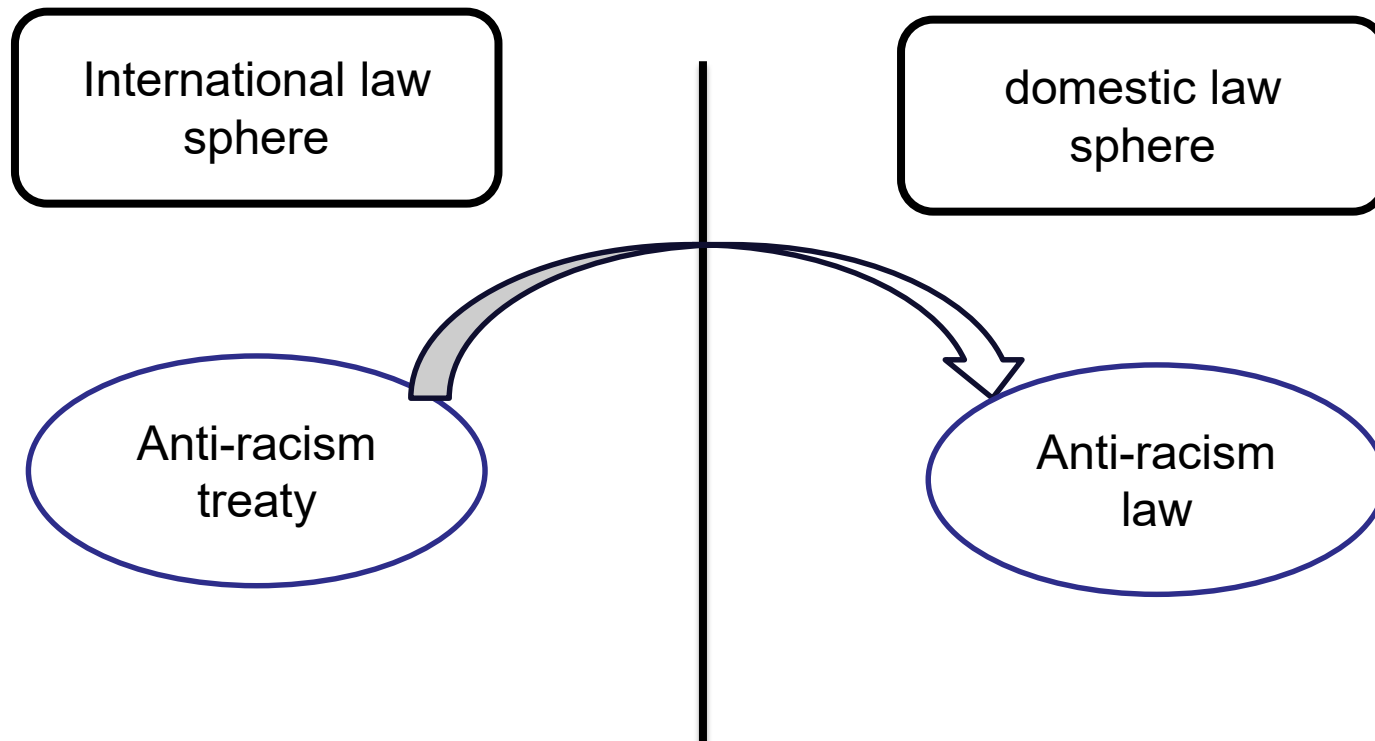 International law
sphere
domestic law
sphere
Anti-racism
treaty
Anti-racism
law